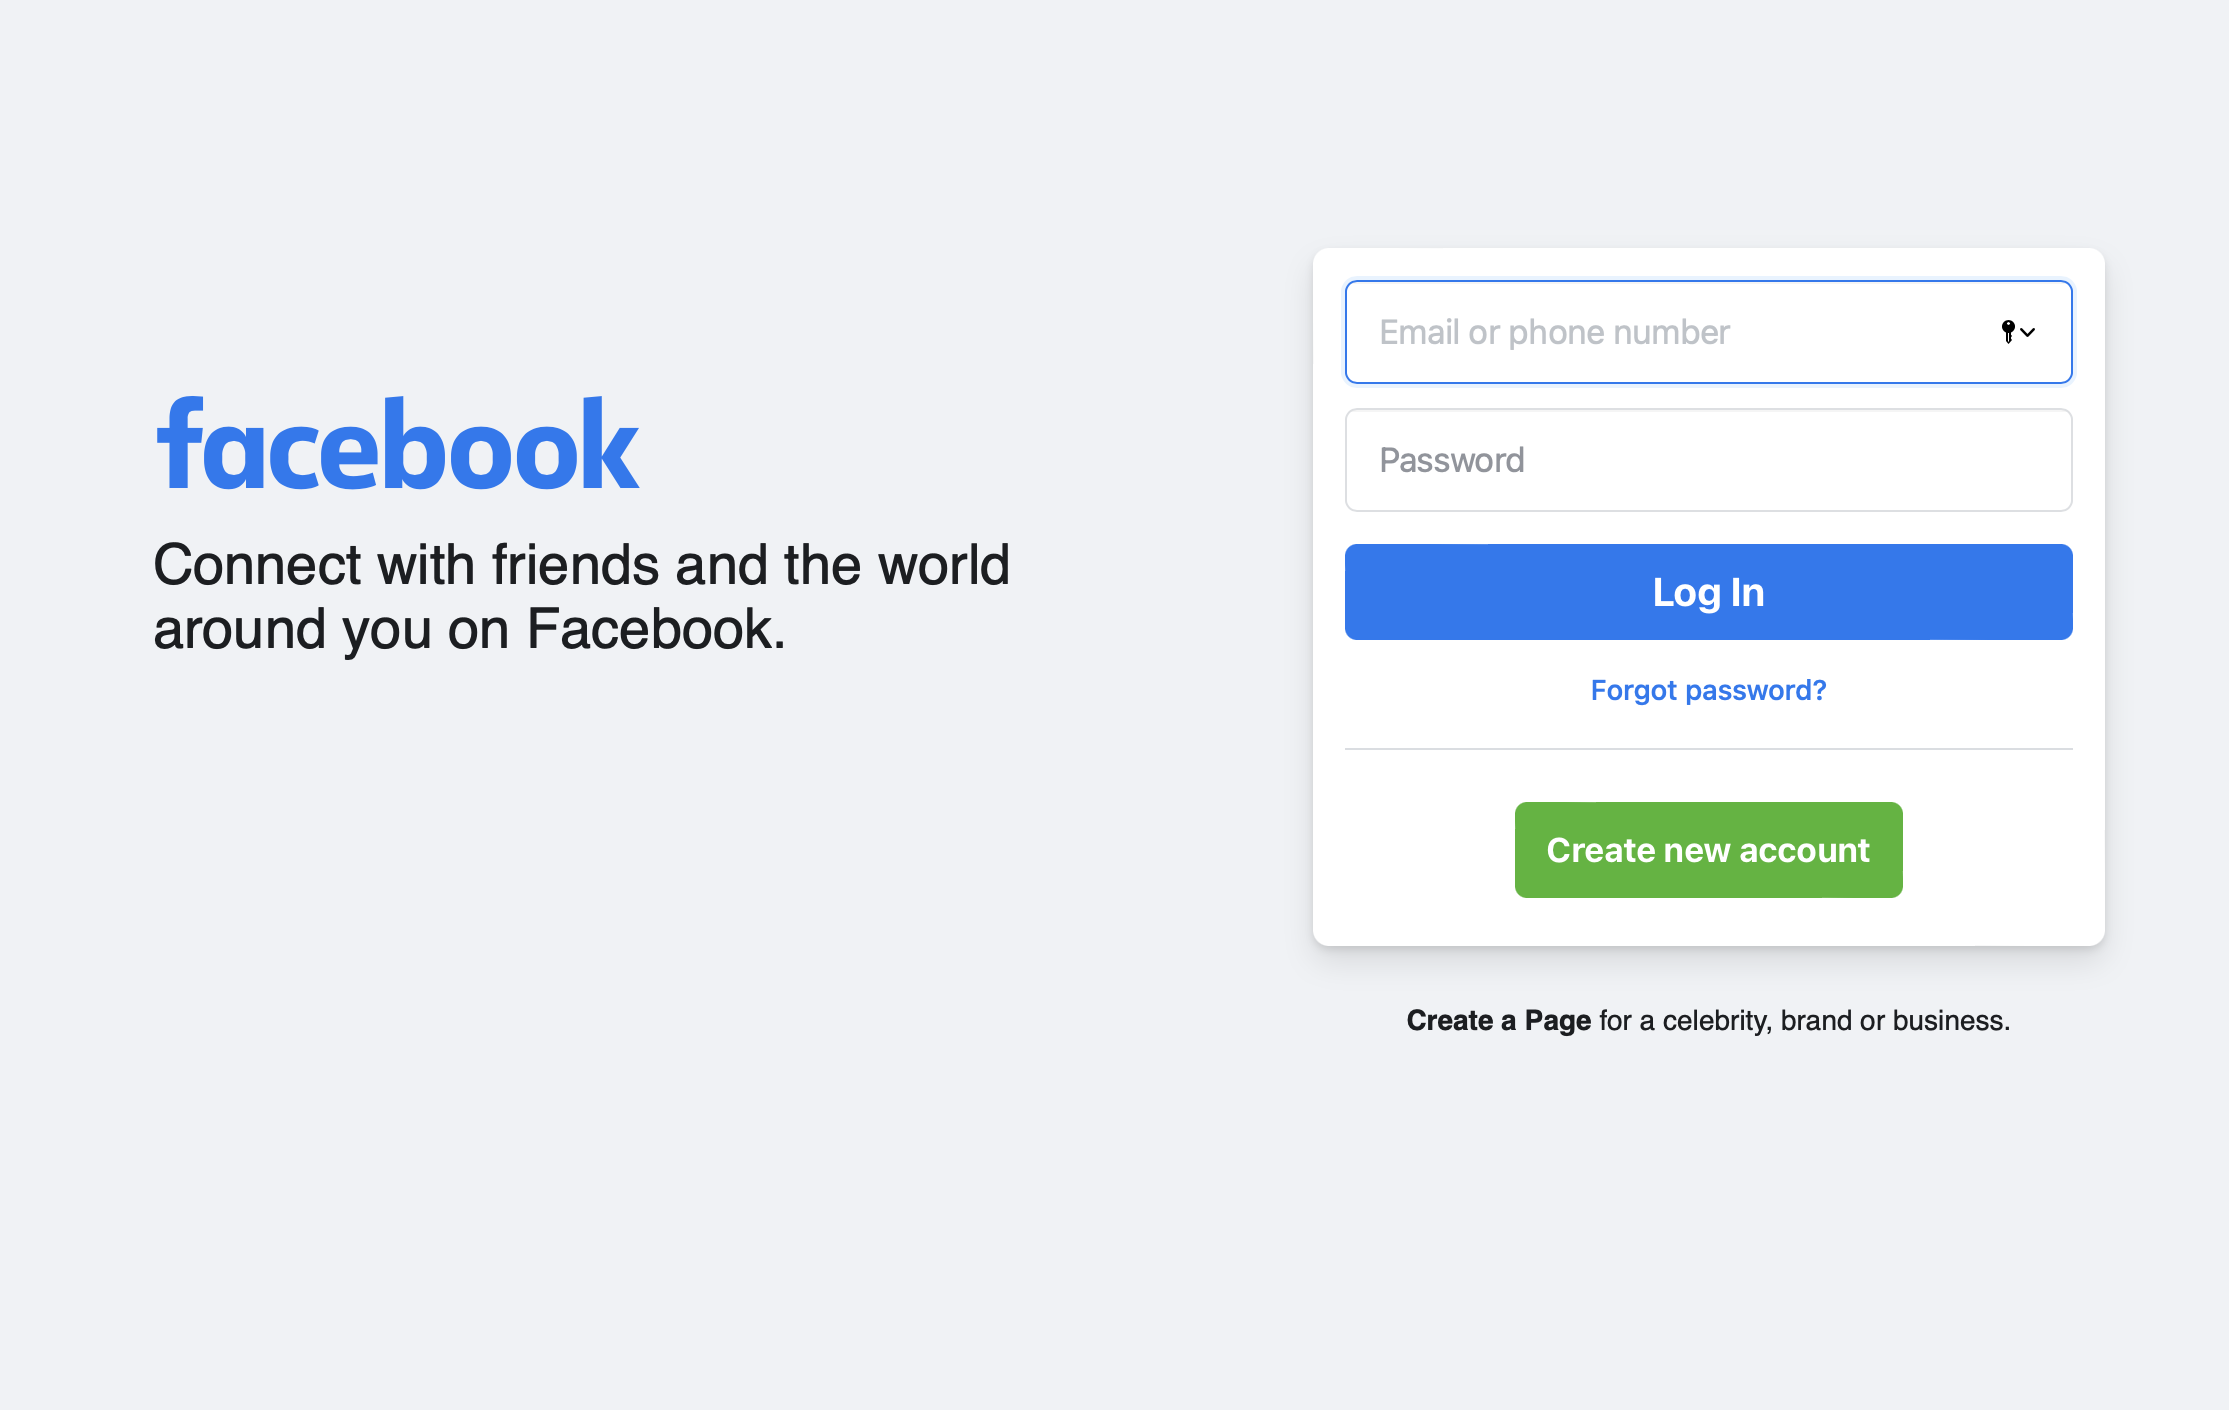 facebook
Connect with friends and the world
around you on Facebook.
Email or phone number
Password
Log In
Forgot password?
Create new account
Create a Page for a celebrity, brand or business.